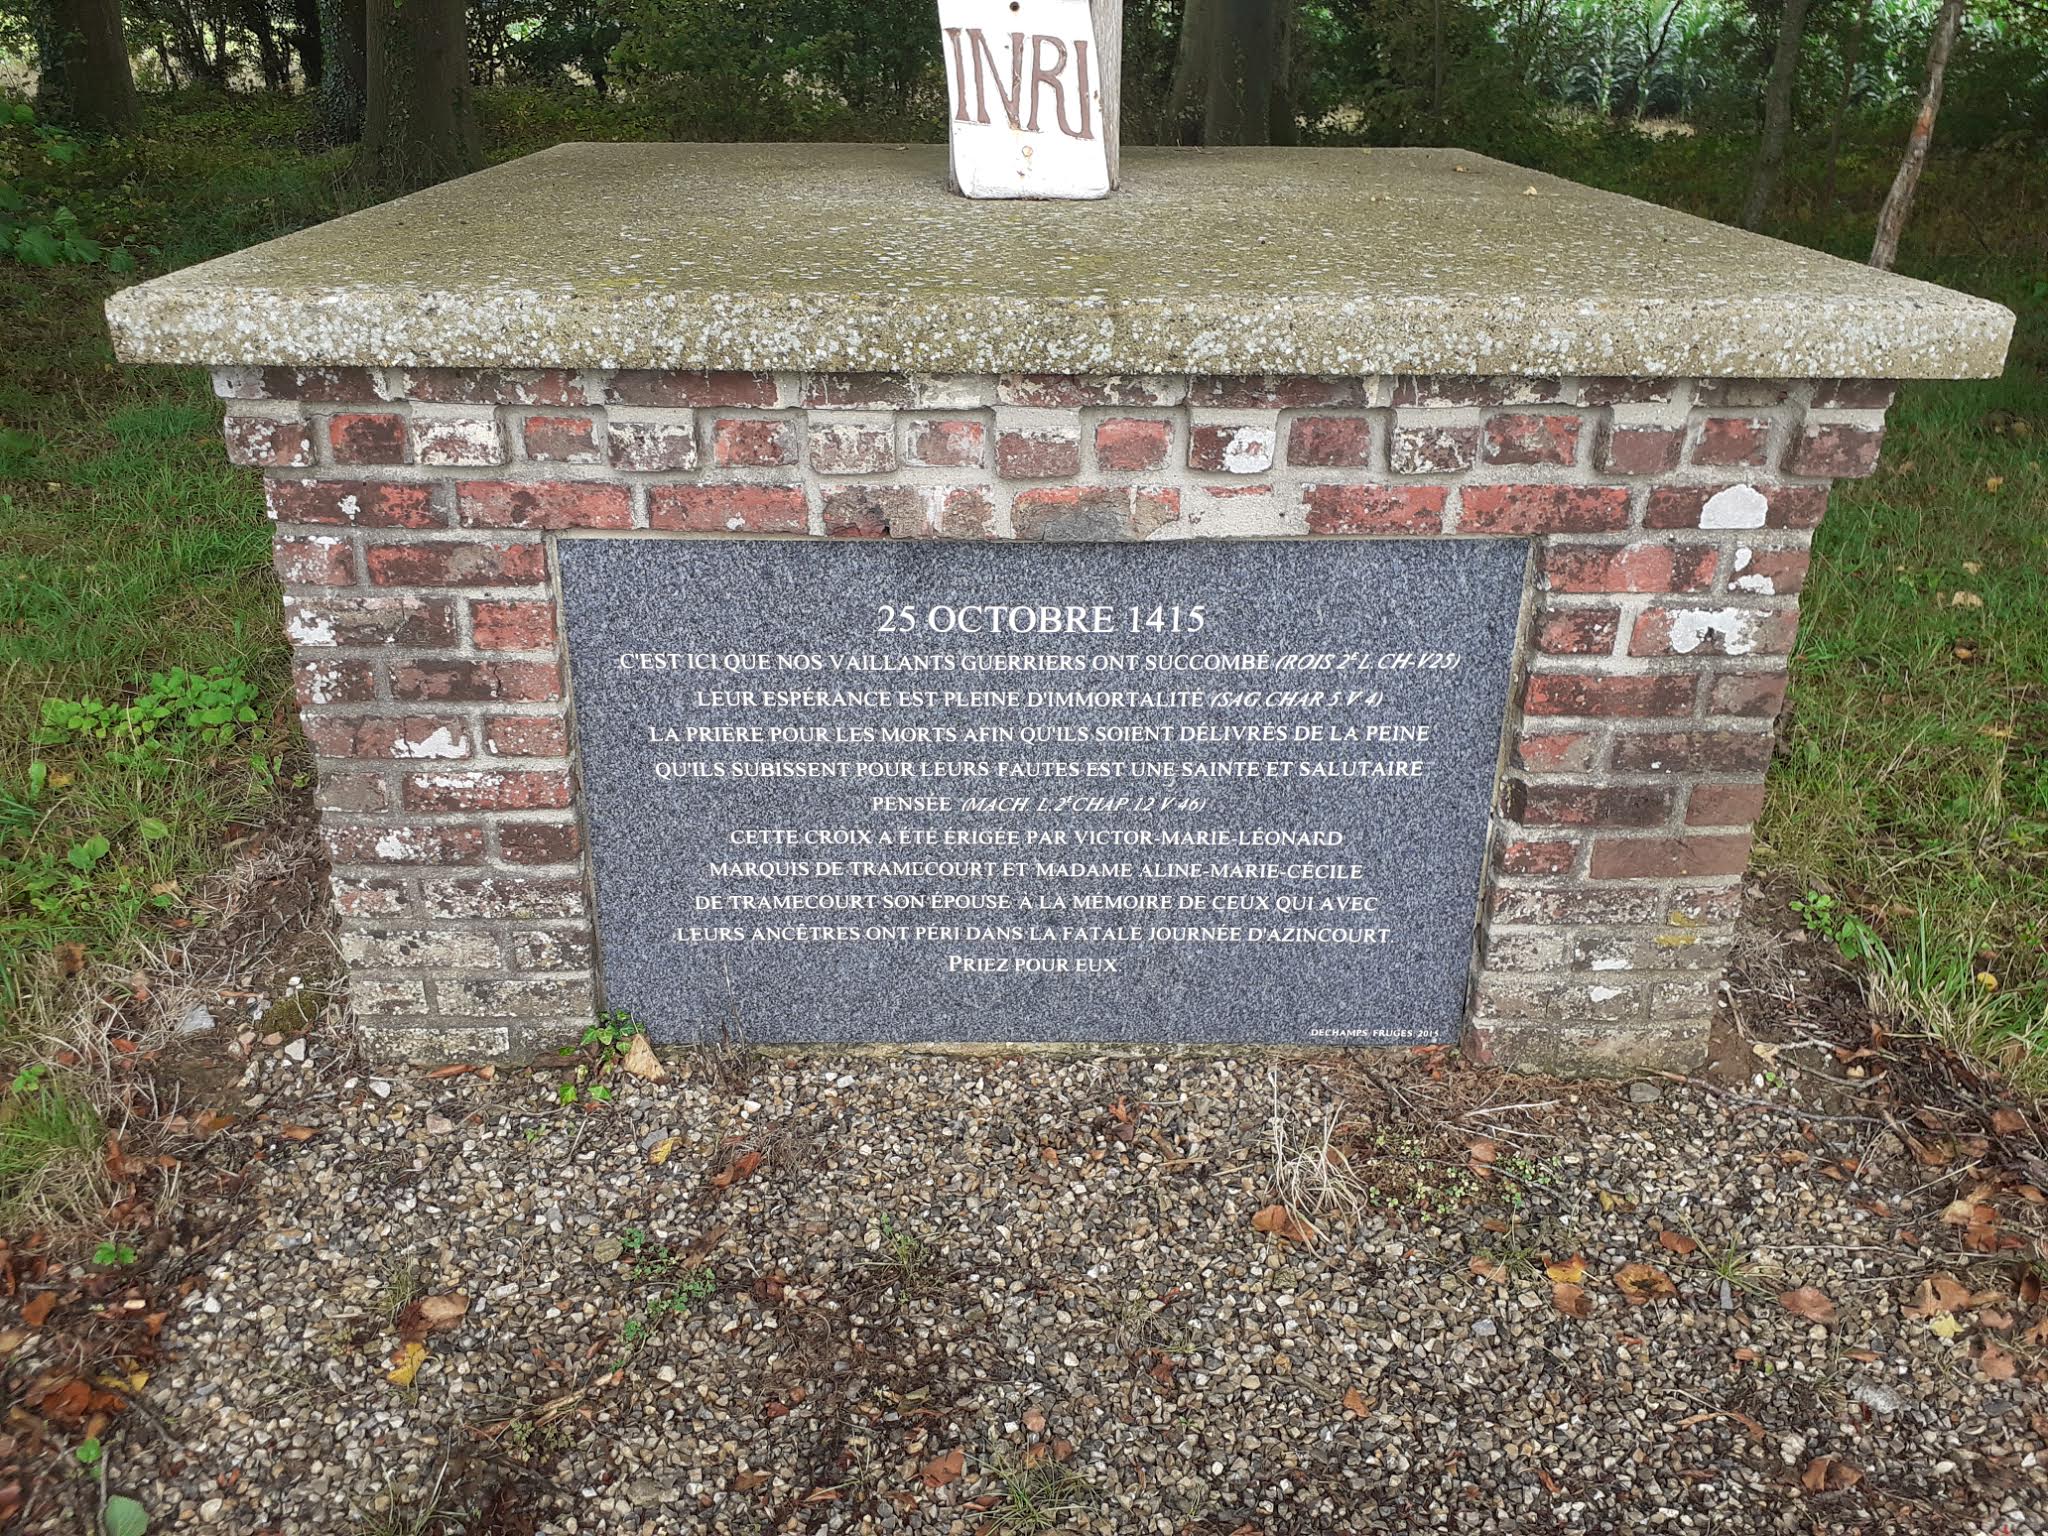 INRI
25 OCTOBRE 1415
C'EST ICI QUE NOS VAILLANTS GUERRIERS ONT SUCCOMBÉ (ROIS 2E L CH-V25)
LEUR ESPÉRANCE EST PLEINE D'IMMORTALITÉ (SAG. CHAR 5 V 4)
LA PRIÈRE POUR LES MORTS AFIN QU'ILS SOIENT DÉLIVRÉS DE LA PEINE
QU'ILS SUBISSENT POUR LEURS FAUTES EST UNE SAINTE ET SALUTAIRE
PENSÉE (MACH. L. 2E CHAP. 12 V 46)
CETTE CROIX A ÉTÉ ÉRIGÉE PAR VICTOR-MARIE-LÉONARD
MARQUIS DE TRAMECOURT ET MADAME ALINE-MARIE-CÉCILE
DE TRAMECOURT SON ÉPOUSE À LA MÉMOIRE DE CEUX QUI AVEC
LEURS ANCÊTRES ONT PÉRI DANS LA FATALE JOURNÉE D'AZINCOURT.
PRIEZ POUR EUX.
DECHAMPS FRUGES 2015